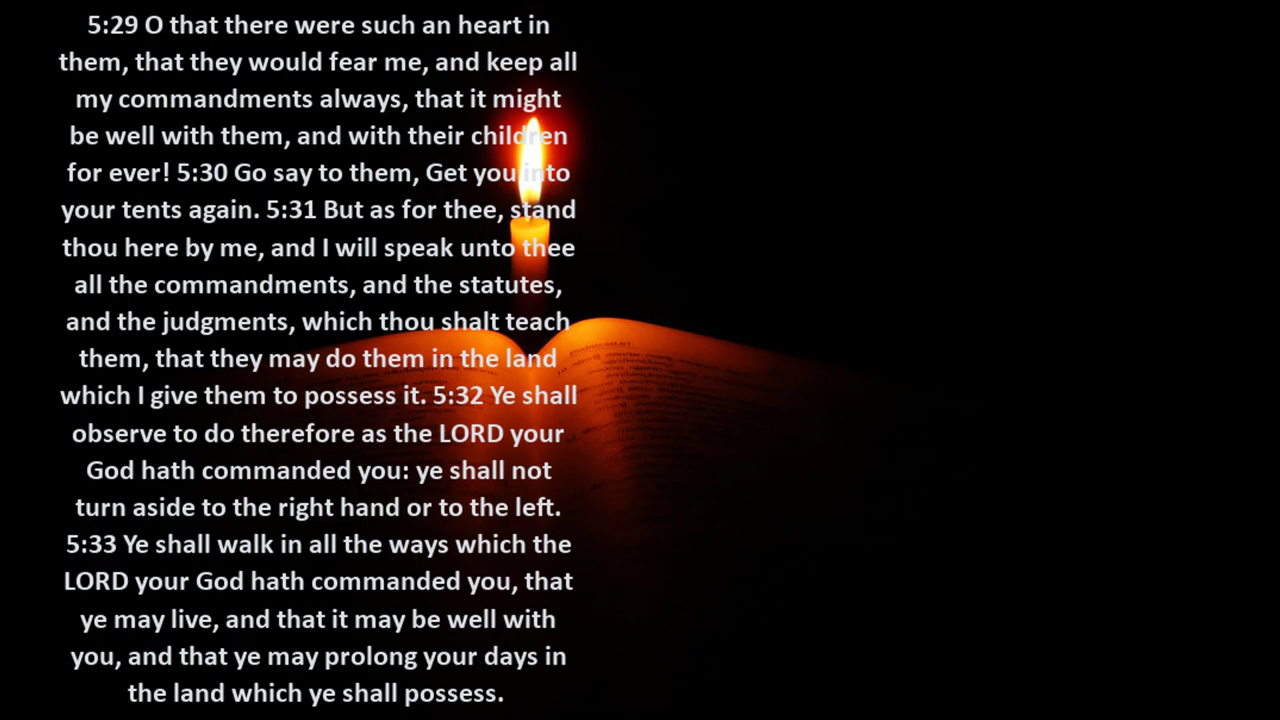 5:29 O that there were such an heart in
them, that they would fear me, and keep all
my commandments always, that it might
be well with them, and with their children
for ever! 5:30 Go say to them, Get you into
your tents again. 5:31 But as for thee, stand
thou here by me, and I will speak unto thee
all the commandments, and the statutes,
and the judgments, which thou shalt teach
them, that they may do them in the land
which I give them to possess it. 5:32 Ye shall
observe to do therefore as the LORD your
God hath commanded you: ye shall not
turn aside to the right hand or to the left.
5:33 Ye shall walk in all the ways which the
LORD your God hath commanded you, that
ye may live, and that it may be well with
you, and that ye may prolong your days in
the land which ye shall possess.